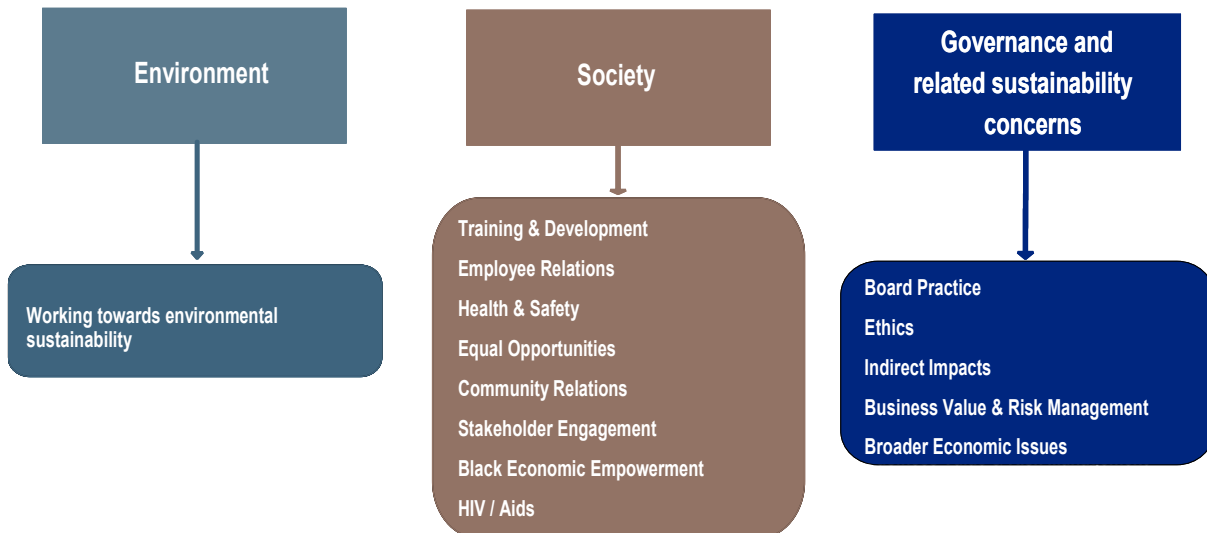 Environment
Working towards environmental
sustainability
Society
Training & Development
Employee Relations
Health & Safety
Equal Opportunities
Community Relations
Stakeholder Engagement
Black Economic Empowerment
HIV / Aids
Governance and
related sustainability
concerns
Board Practice
Ethics
Indirect Impacts
Business Value & Risk Management
Broader Economic Issues